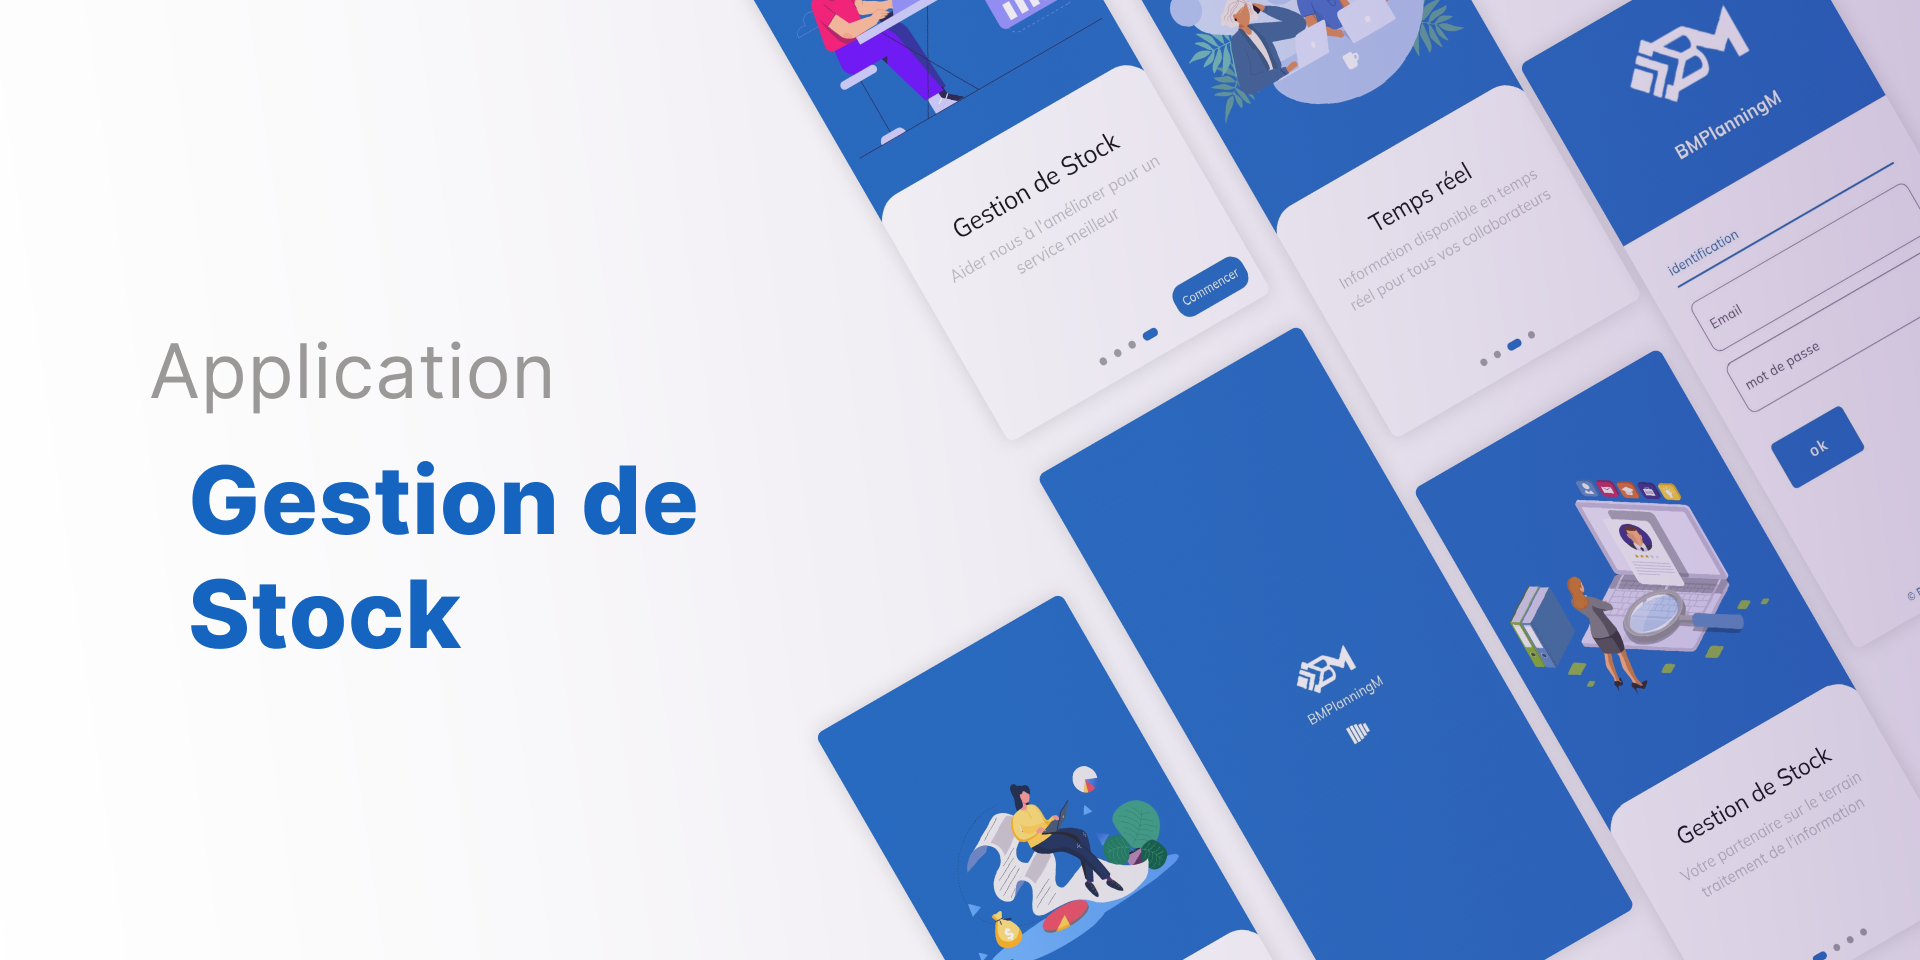 Application
Gestion de
Stock
Gestion de Stock
Aider nous à l'améliorer pour un
service meilleur
Commencer
Temps réel
Information disponible en temps
réel pour tous vos collaborateurs
BMPlanningM
identification
Email
mot de passe
ok
BMPlanningM
Gestion de Stock
Votre partenaire sur le terrain
traitement de l'information